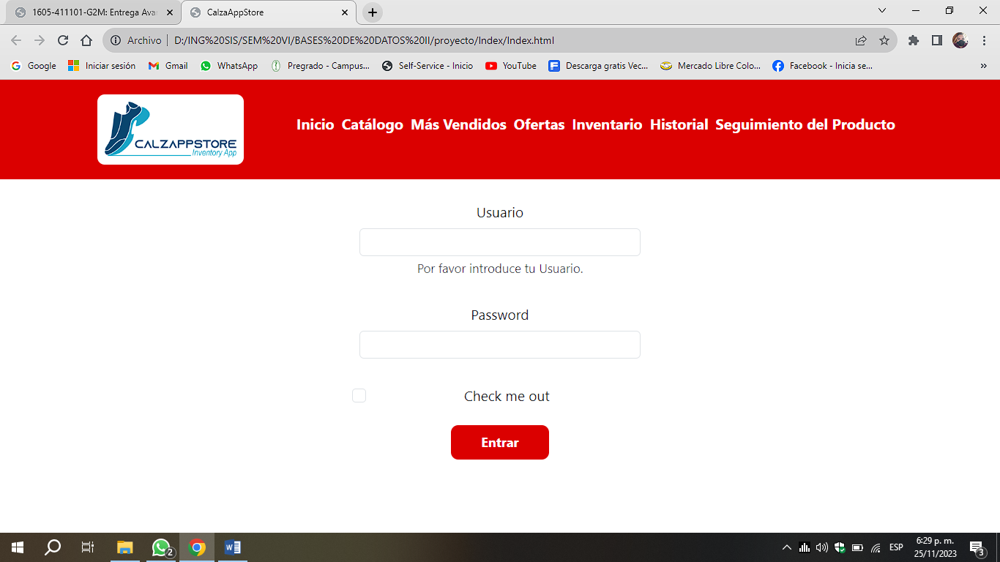 1605-411101-G2M: Entrega Ava
CalzaAppStore
Archivo | D:/ING%20SIS/SEM%20VI/BASES%20DE%20DATOS%20II/proyecto/Index/Index.html
Google Iniciar sesión Gmail WhatsApp Pregrado - Campus... Self-Service - Inicio YouTube Descarga gratis Vec... Mercado Libre Colo... Facebook - Inicia se... »
CALZAPPSTORE
Inventory App
Inicio Catálogo Más Vendidos Ofertas Inventario Historial Seguimiento del Producto
Usuario
Por favor introduce tu Usuario.
Password
Check me out
Entrar
2
W
ESP
6:29 p. m.
25/11/2023
3